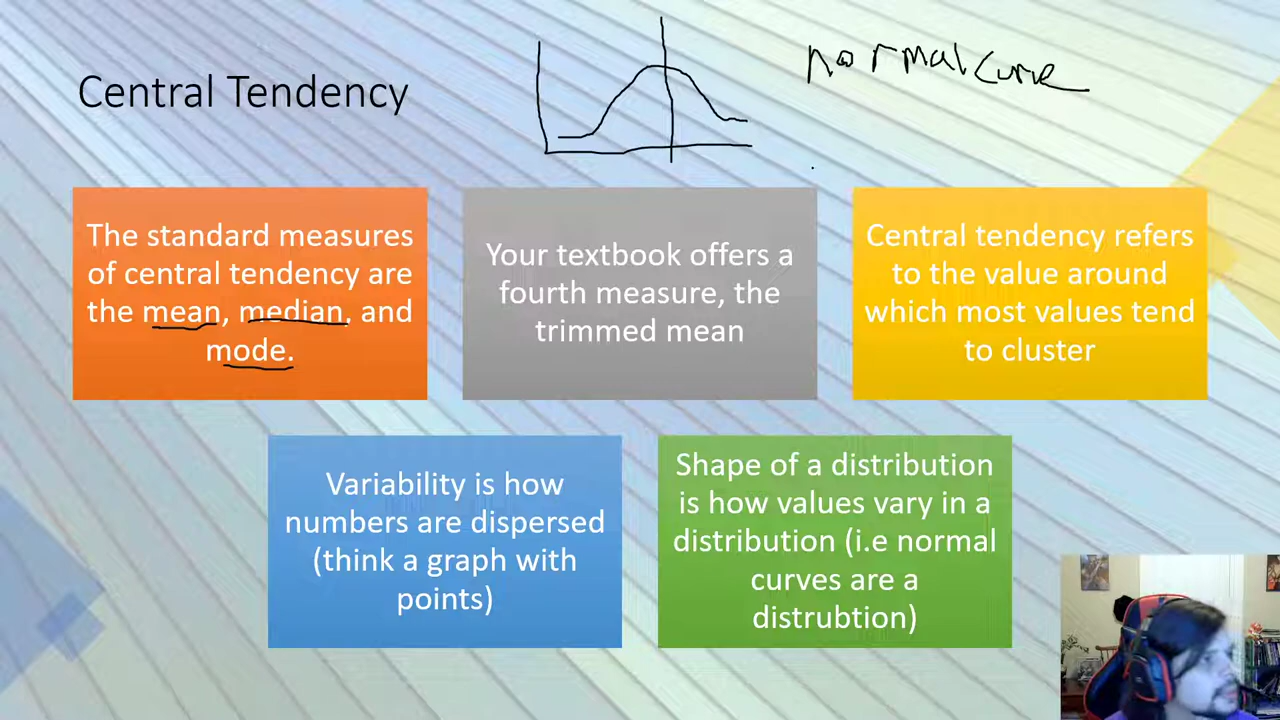 Central Tendency
normal curve
The standard measures
of central tendency are
the mean, median, and
mode.
Your textbook offers a
fourth measure, the
trimmed mean
Central tendency refers
to the value around
which most values tend
to cluster
Variability is how
numbers are dispersed
(think a graph with
points)
Shape of a distribution
is how values vary in a
distribution (i.e normal
curves are a
distrubtion)